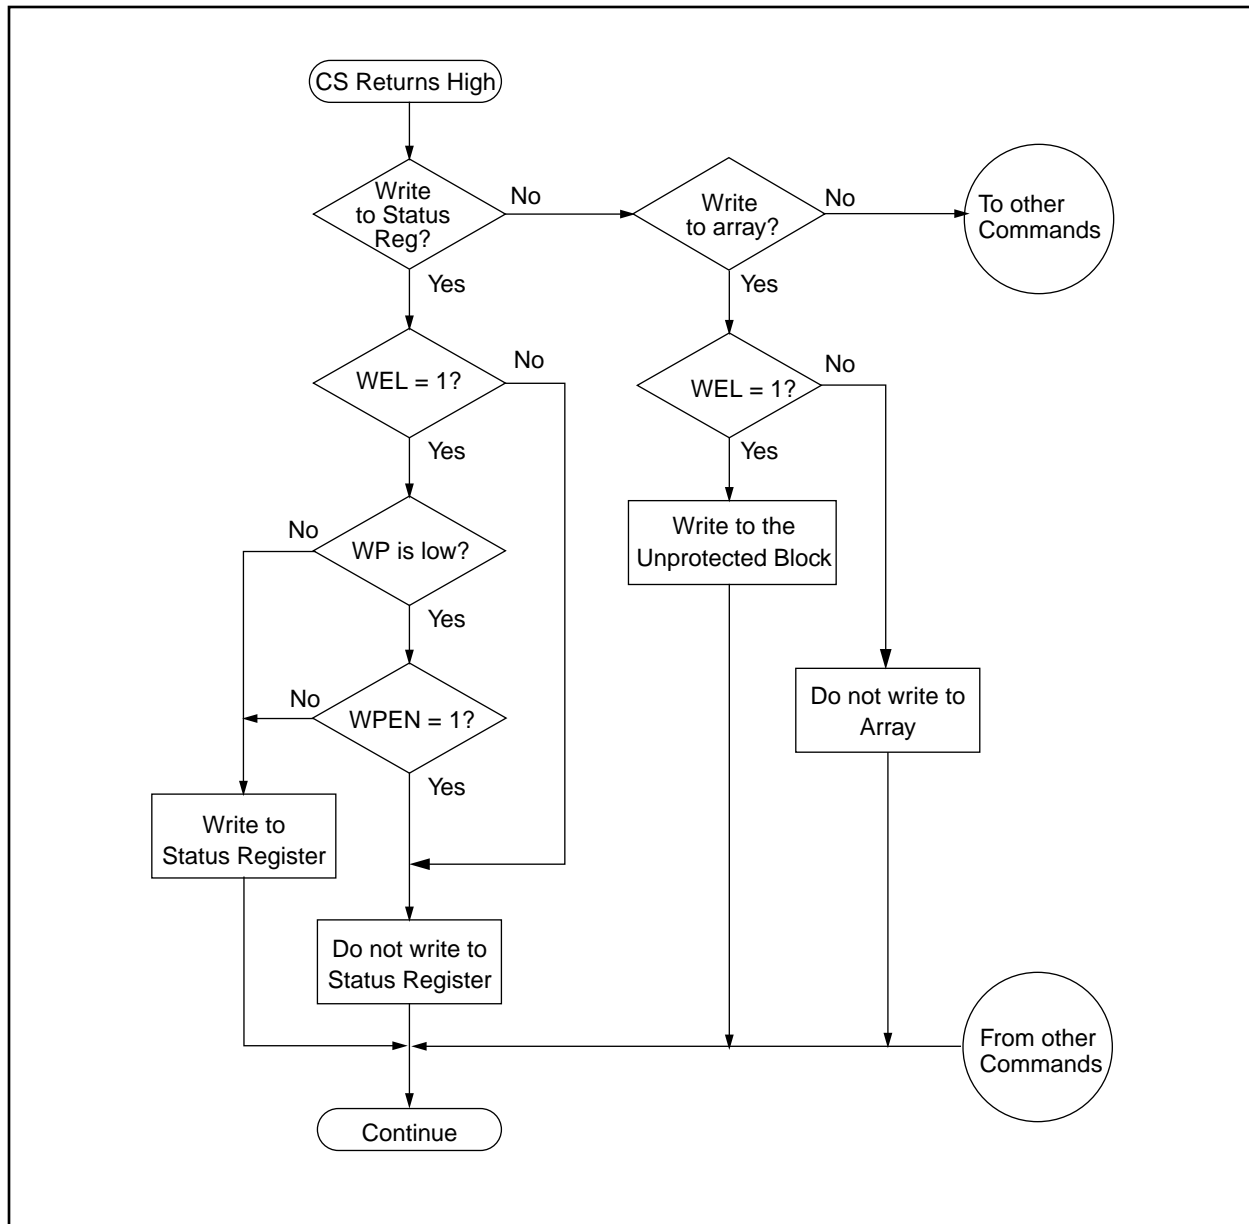 CS Returns High
Write
to Status
Reg?
No
Write
to array?
No
To other
Commands
Yes
Yes
WEL = 1?
No
WEL = 1?
No
Yes
Yes
No
WP is low?
Write to the
Unprotected Block
Yes
No
WPEN = 1?
Do not write to
Array
Yes
Write to
Status Register
Do not write to
Status Register
From other
Commands
Continue